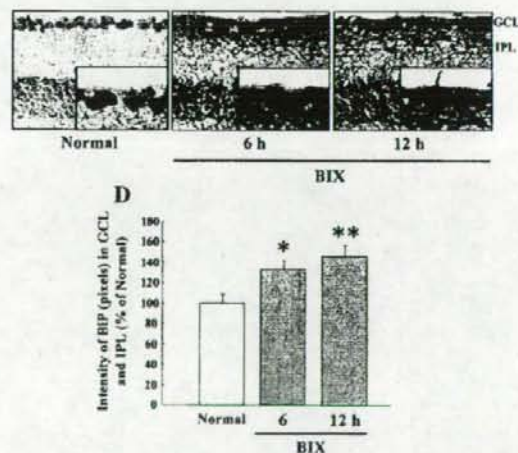 GCL
IPL
Normal
6 h
12 h
BIX
D
Intensity of BIP (pixels) in GCL
and IPL (% of Normal)
180
160
140
120
100
80
60
40
20
0
*
**
Normal
6
12 h
BIX